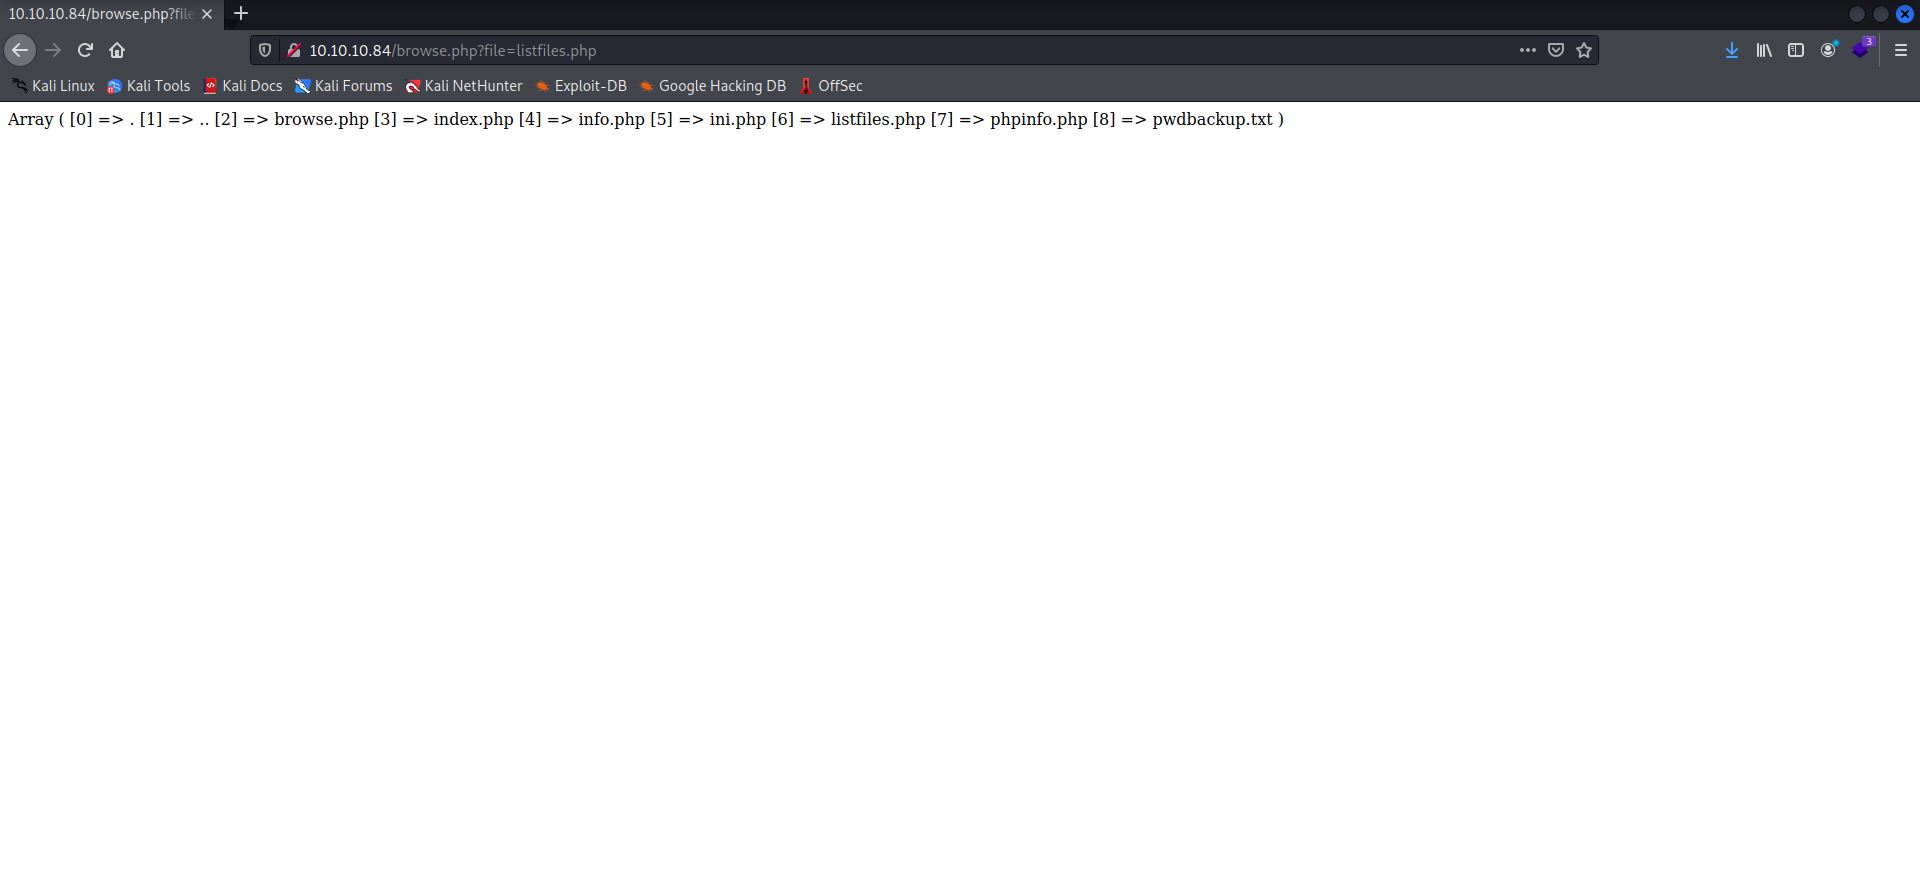 10.10.10.84/browse.php?file
10.10.10.84/browse.php?file=listfiles.php
3
Kali Linux Kali Tools Kali Docs Kali Forums Kali NetHunter Exploit-DB Google Hacking DB OffSec
Array ( [0] => . [1] => .. [2] => browse.php [3] => index.php [4] => info.php [5] => ini.php [6] => listfiles.php [7] => phpinfo.php [8] => pwdbackup.txt )